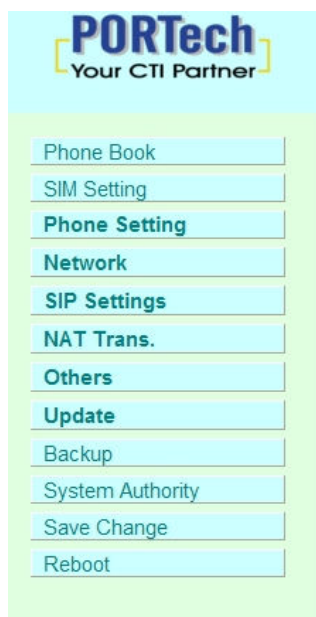 PORTech
Your CTI Partner
Phone Book
SIM Setting
Phone Setting
Network
SIP Settings
NAT Trans.
Others
Update
Backup
System Authority
Save Change
Reboot